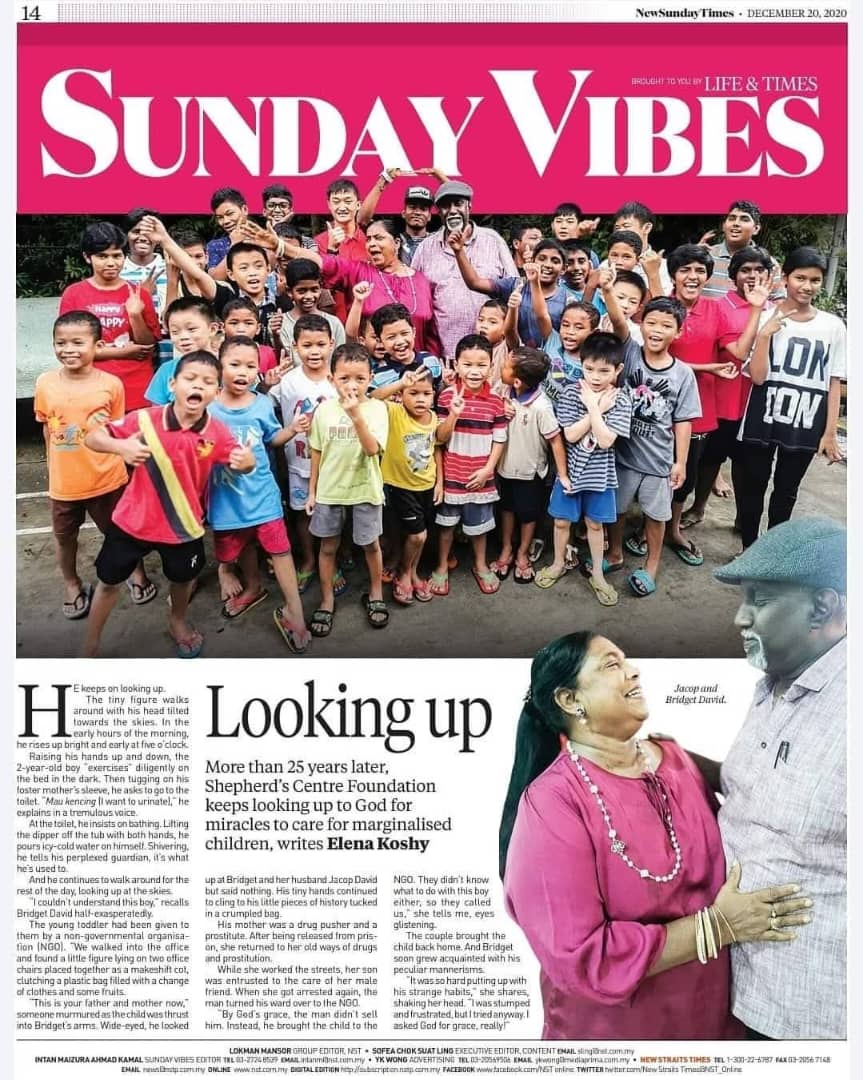 14
NewSundayTimes • DECEMBER 20, 2020
BROUGHT TO YOU BY LIFE & TIMES
SUNDAY VIBES
HAPPY
HAPPY
LON
DON
Jacop and
Bridget David.
Looking up
More than 25 years later,
Shepherd's Centre Foundation
keeps looking up to God for
miracles to care for marginalised
children, writes Elena Koshy
HE keeps on looking up.
The tiny figure walks
around with his head tilted
towards the skies. In the
early hours of the morning,
he rises up bright and early at five o'clock.
Raising his hands up and down, the
2-year-old boy "exercises" diligently on
the bed in the dark. Then tugging on his
foster mother's sleeve, he asks to go to the
toilet. "Mau kencing (I want to urinate)," he
explains in a tremulous voice.
At the toilet, he insists on bathing. Lifting
the dipper off the tub with both hands, he
pours icy-cold water on himself. Shivering,
he tells his perplexed guardian, it's what
he's used to.
And he continues to walk around for the
rest of the day, looking up at the skies.
"I couldn't understand this boy," recalls
Bridget David half-exasperatedly.
The young toddler had been given to
them by a non-governmental organisa-
tion (NGO). "We walked into the office
and found a little figure lying on two office
chairs placed together as a makeshift cot,
clutching a plastic bag filled with a change
of clothes and some fruits.
"This is your father and mother now,"
someone murmured as the child was thrust
into Bridget's arms. Wide-eyed, he looked
up at Bridget and her husband Jacop David
but said nothing. His tiny hands continued
to cling to his little pieces of history tucked
in a crumpled bag.
His mother was a drug pusher and a
prostitute. After being released from pris-
on, she returned to her old ways of drugs
and prostitution.
While she worked the streets, her son
was entrusted to the care of her male
friend. When she got arrested again, the
man turned his ward over to the NGO.
"By God's grace, the man didn't sell
him. Instead, he brought the child to the
NGO. They didn't know
what to do with this boy
either, so they called
us," she tells me, eyes
glistening.
The couple brought the
child back home. And Bridget
soon grew acquainted with his
peculiar mannerisms.
"It was so hard putting up with
his strange habits," she shares,
shaking her head. "I was stumped
and frustrated, but I tried anyway. I
asked God for grace, really!"
LOKMAN MANSOR GROUP EDITOR, NST • SOFEA CHOK SUAT LING EXECUTIVE EDITOR, CONTENT EMAIL sling@nst.com.my
INTAN MAIZURA AHMAD KAMAL SUNDAY VIBES EDITOR TEL 03-2724 8539 EMAIL intanm@nst.com.my • YK WONG ADVERTISING TEL 03-20569506 EMAIL ykwong@mediaprima.com.my • NEW STRAITS TIMES TEL 1-300-22-6787 FAX 03-2056 7148
EMAIL news@nstp.com.my ONLINE www.nst.com.my DIGITAL EDITION http://subscription.nstp.com.my FACEBOOK www.facebook.com/NST online TWITTER twitter.com/New Straits Times@NST_Online